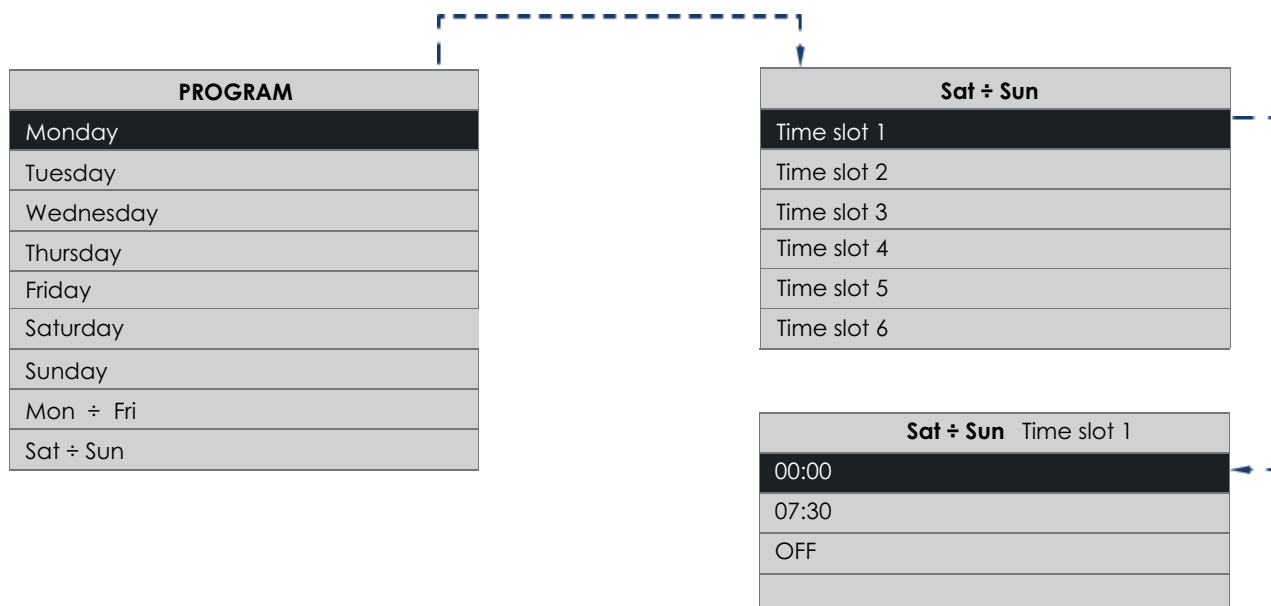 PROGRAM
Monday
Tuesday
Wednesday
Thursday
Friday
Saturday
Sunday
Mon ÷ Fri
Sat ÷ Sun
Sat ÷ Sun
Time slot 1
Time slot 2
Time slot 3
Time slot 4
Time slot 5
Time slot 6
Sat ÷ Sun Time slot 1
00:00
07:30
OFF